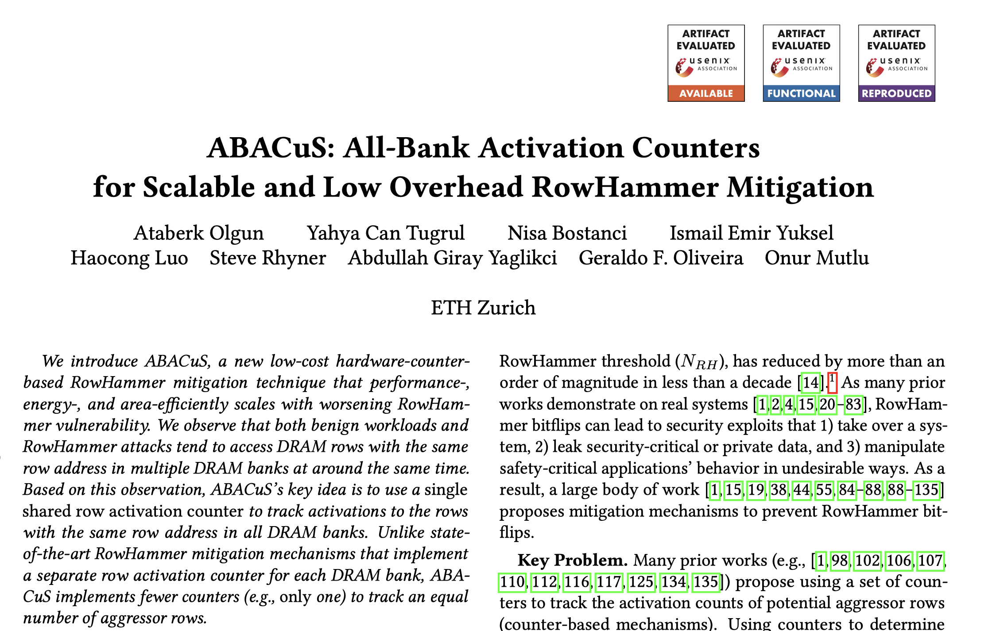 ARTIFACT
EVALUATED
usenix
ASSOCIATION
AVAILABLE
ARTIFACT
EVALUATED
usenix
ASSOCIATION
FUNCTIONAL
ARTIFACT
EVALUATED
usenix
ASSOCIATION
REPRODUCED
ABACuS: All-Bank Activation Counters
for Scalable and Low Overhead RowHammer Mitigation
Ataberk Olgun Yahya Can Tugrul Nisa Bostanci Ismail Emir Yuksel
Haocong Luo Steve Rhyner Abdullah Giray Yaglikci Geraldo F. Oliveira Onur Mutlu
ETH Zurich
We introduce ABACuS, a new low-cost hardware-counter-
based RowHammer mitigation technique that performance-,
energy-, and area-efficiently scales with worsening RowHam-
mer vulnerability. We observe that both benign workloads and
RowHammer attacks tend to access DRAM rows with the same
row address in multiple DRAM banks at around the same time.
Based on this observation, ABACuS's key idea is to use a single
shared row activation counter to track activations to the rows
with the same row address in all DRAM banks. Unlike state-
of-the-art RowHammer mitigation mechanisms that implement
a separate row activation counter for each DRAM bank, ABA-
CuS implements fewer counters (e.g., only one) to track an equal
number of aggressor rows.
RowHammer threshold (N_RH), has reduced by more than an
order of magnitude in less than a decade [14].¹ As many prior
works demonstrate on real systems [1,2,4,15,20–83], RowHam-
mer bitflips can lead to security exploits that 1) take over a sys-
tem, 2) leak security-critical or private data, and 3) manipulate
safety-critical applications' behavior in undesirable ways. As a
result, a large body of work [1,15,19,38,44,55,84–88,88–135]
proposes mitigation mechanisms to prevent RowHammer bit-
flips.
Key Problem. Many prior works (e.g., [1,98,102,106,107,
110,112,116,117,125,134,135]) propose using a set of coun-
ters to track the activation counts of potential aggressor rows
(counter-based mechanisms). Using counters to determine